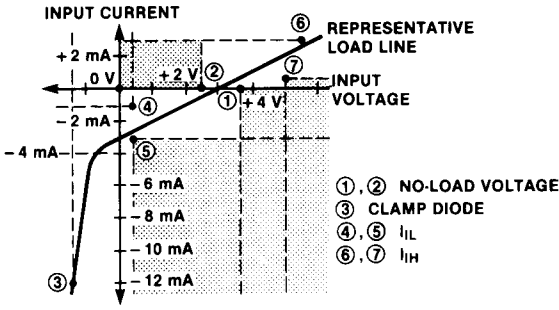 INPUT CURRENT
⑥
REPRESENTATIVE
LOAD LINE
+2 mA
0 V
+2 V
②
⑦
INPUT
VOLTAGE
①
+4 V
④
−2 mA
⑤
−4 mA
−6 mA
−8 mA
−10 mA
−12 mA
③
①, ② NO-LOAD VOLTAGE
③ CLAMP DIODE
④, ⑤ IIL
⑥, ⑦ IIH